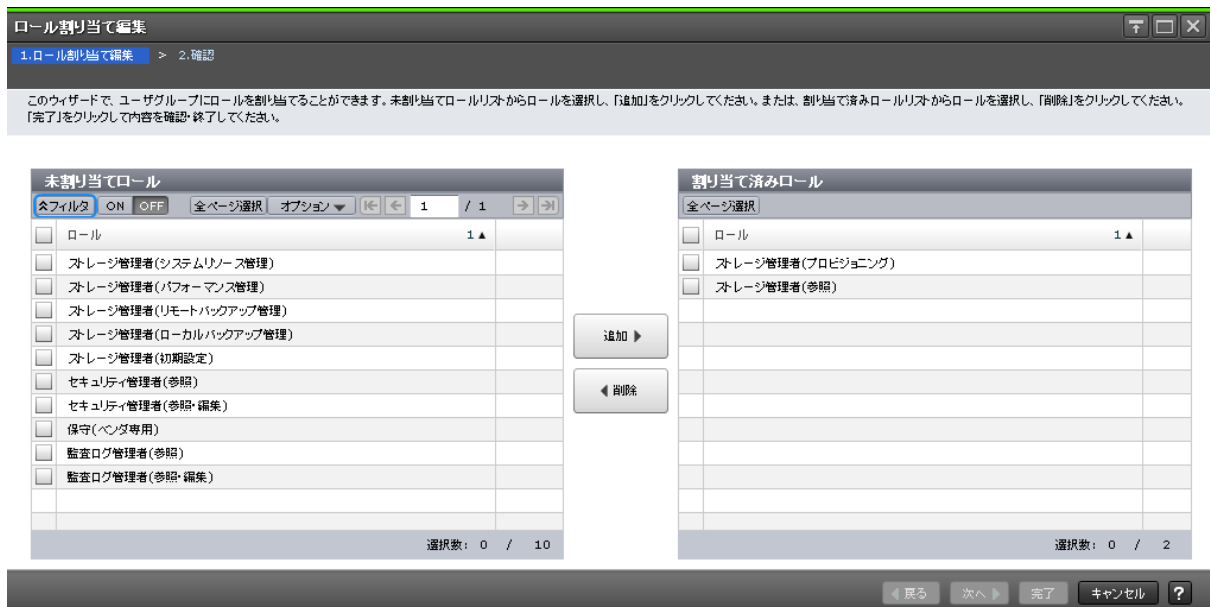 ロール割り当て編集
1.ロール割り当て編集 > 2.確認
このウィザードで、ユーザグループにロールを割り当てることができます。未割り当てロールリストからロールを選択し、「追加」をクリックしてください。または、割り当て済みロールリストからロールを選択し、「削除」をクリックしてください。
「完了」をクリックして内容を確認・終了してください。
未割り当てロール
フィルタ ON OFF 全ページ選択 オプション 1 / 1
ロール 1▲
ストレージ管理者(システムリソース管理)
ストレージ管理者(パフォーマンス管理)
ストレージ管理者(リモートバックアップ管理)
ストレージ管理者(ローカルバックアップ管理)
ストレージ管理者(初期設定)
セキュリティ管理者(参照)
セキュリティ管理者(参照・編集)
保守(ベンダ専用)
監査ログ管理者(参照)
監査ログ管理者(参照・編集)
選択数: 0 / 10
追加
削除
割り当て済みロール
全ページ選択
ロール 1▲
ストレージ管理者(プロビジョニング)
ストレージ管理者(参照)
選択数: 0 / 2
戻る 次へ 完了 キャンセル ?